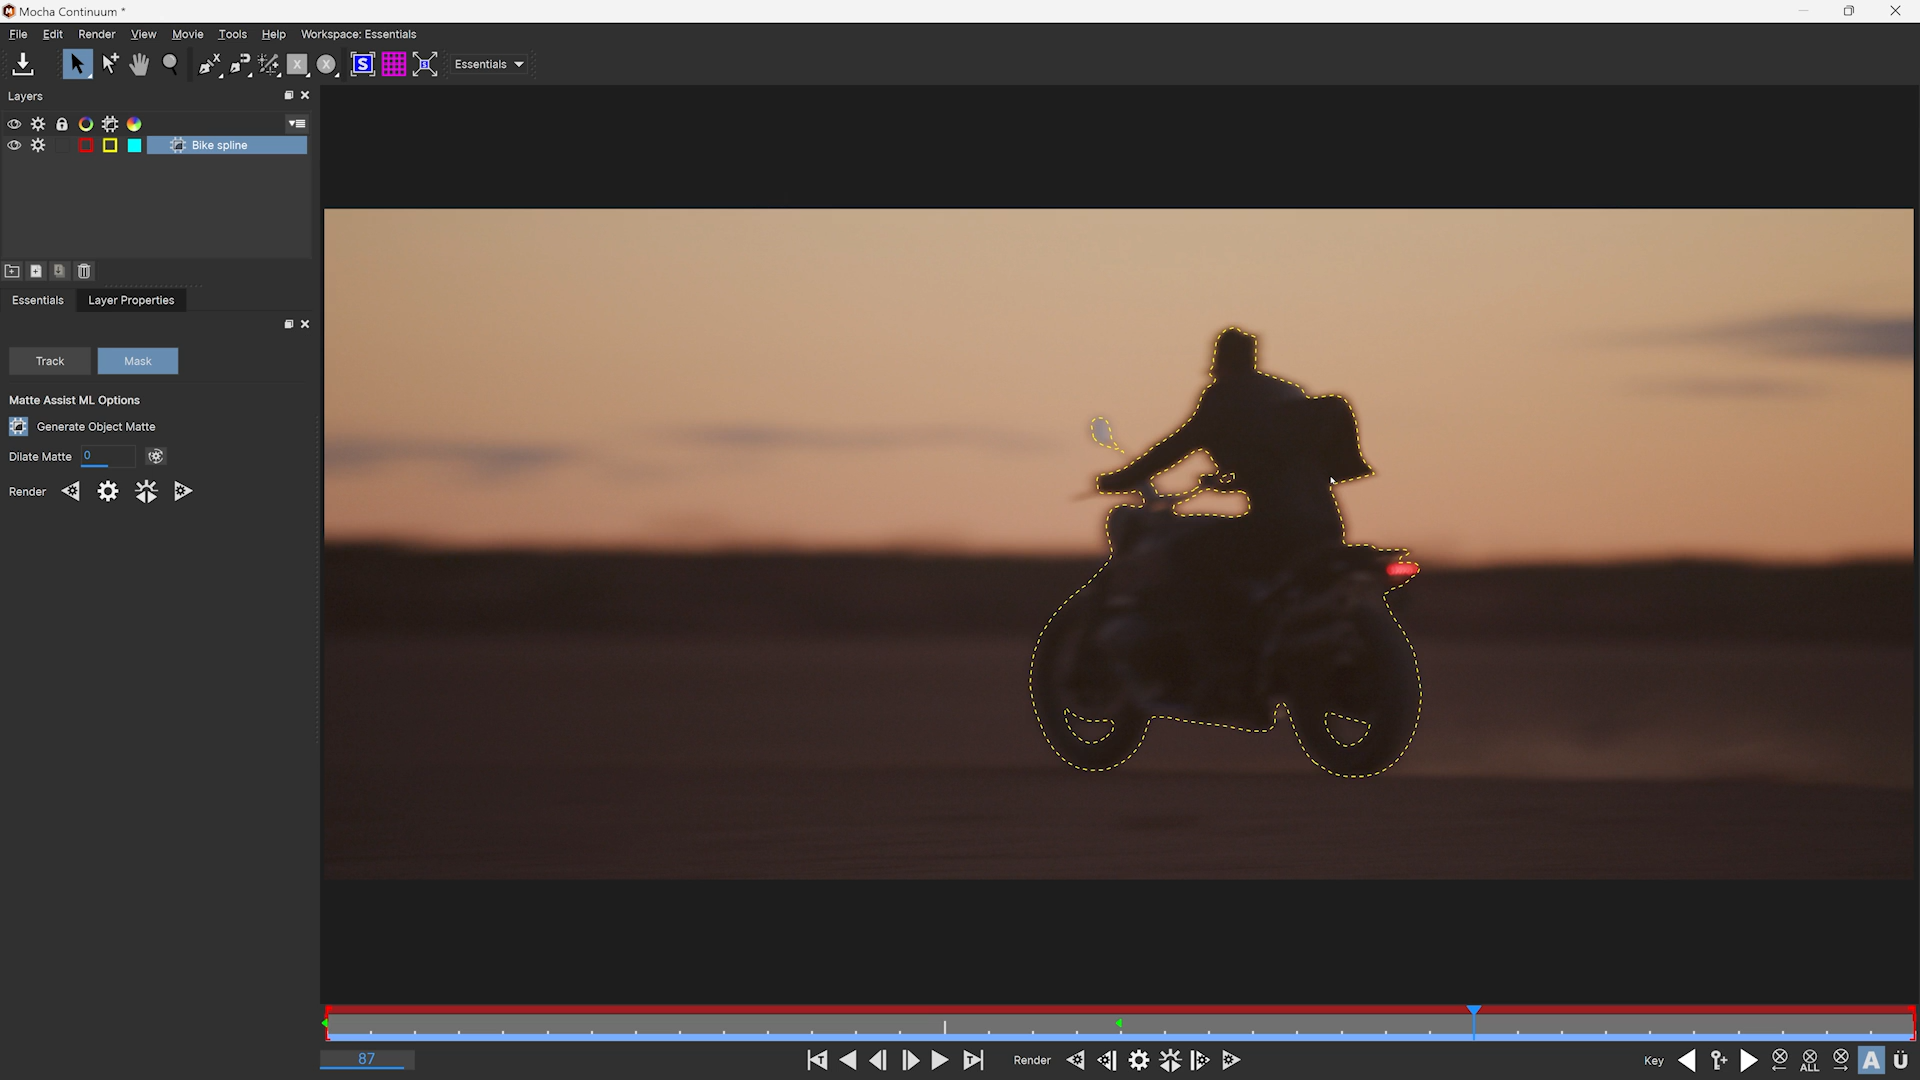 Mocha Continuum *
File Edit Render View Movie Tools Help Workspace: Essentials
Essentials
Layers
Bike spline
Essentials Layer Properties
Track Mask
Matte Assist ML Options
Generate Object Matte
Dilate Matte 0
Render
87 Render Key ALL A Ü